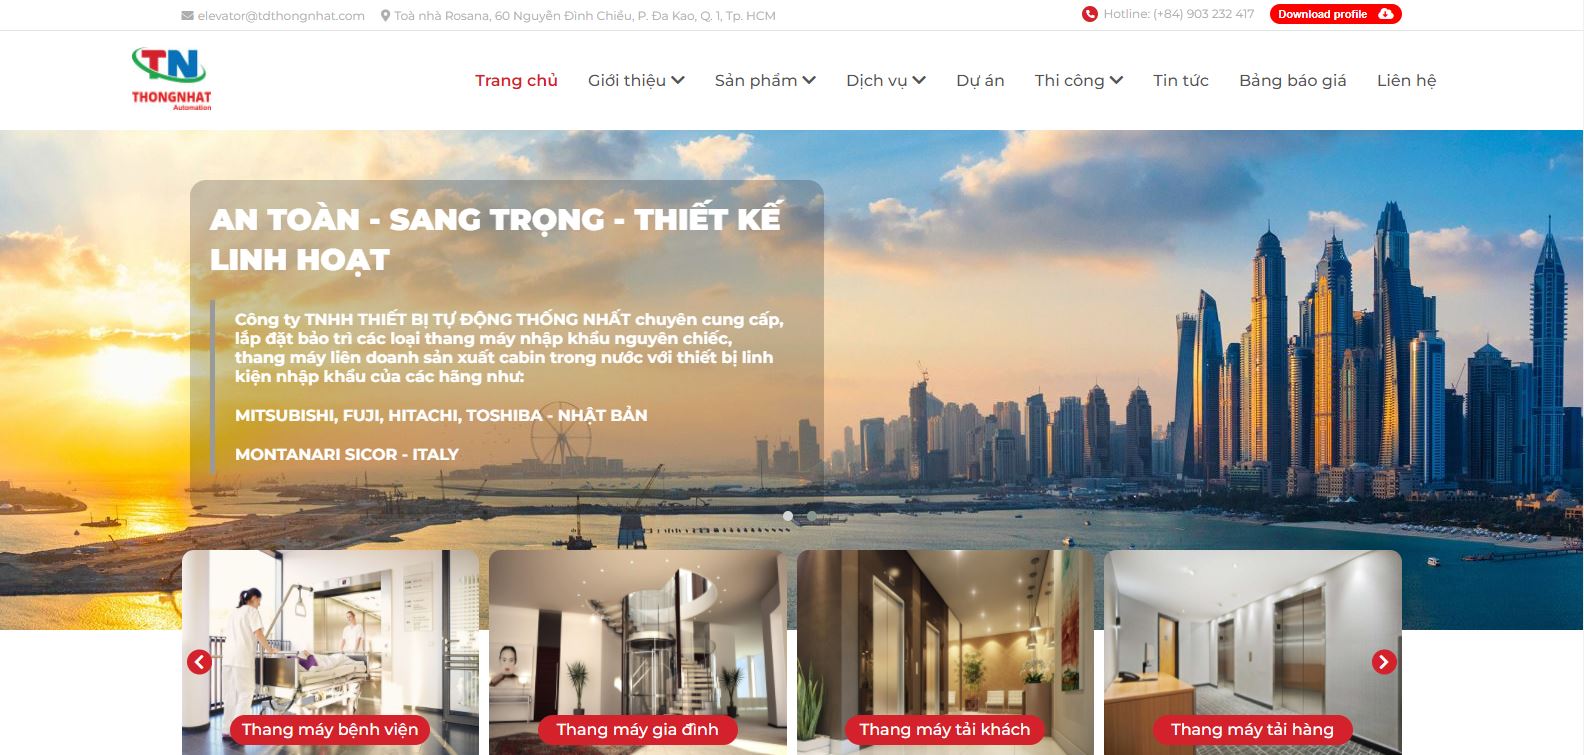 elevator@tdthongnhat.com Toà nhà Rosana, 60 Nguyễn Đình Chiểu, P. Đa Kao, Q. 1, Tp. HCM Hotline: (+84) 903 232 417 Download profile
TN
THONGNHAT
Automation
Trang chủ Giới thiệu Sản phẩm Dịch vụ Dự án Thi công Tin tức Bảng báo giá Liên hệ
AN TOÀN - SANG TRỌNG - THIẾT KẾ
LINH HOẠT
Công ty TNHH THIẾT BỊ TỰ ĐỘNG THỐNG NHẤT chuyên cung cấp,
lắp đặt bảo trì các loại thang máy nhập khẩu nguyên chiếc,
thang máy liên doanh sản xuất cabin trong nước với thiết bị linh
kiện nhập khẩu của các hãng như:
MITSUBISHI, FUJI, HITACHI, TOSHIBA - NHẬT BẢN
MONTANARI SICOR - ITALY
Thang máy bệnh viện Thang máy gia đình Thang máy tải khách Thang máy tải hàng